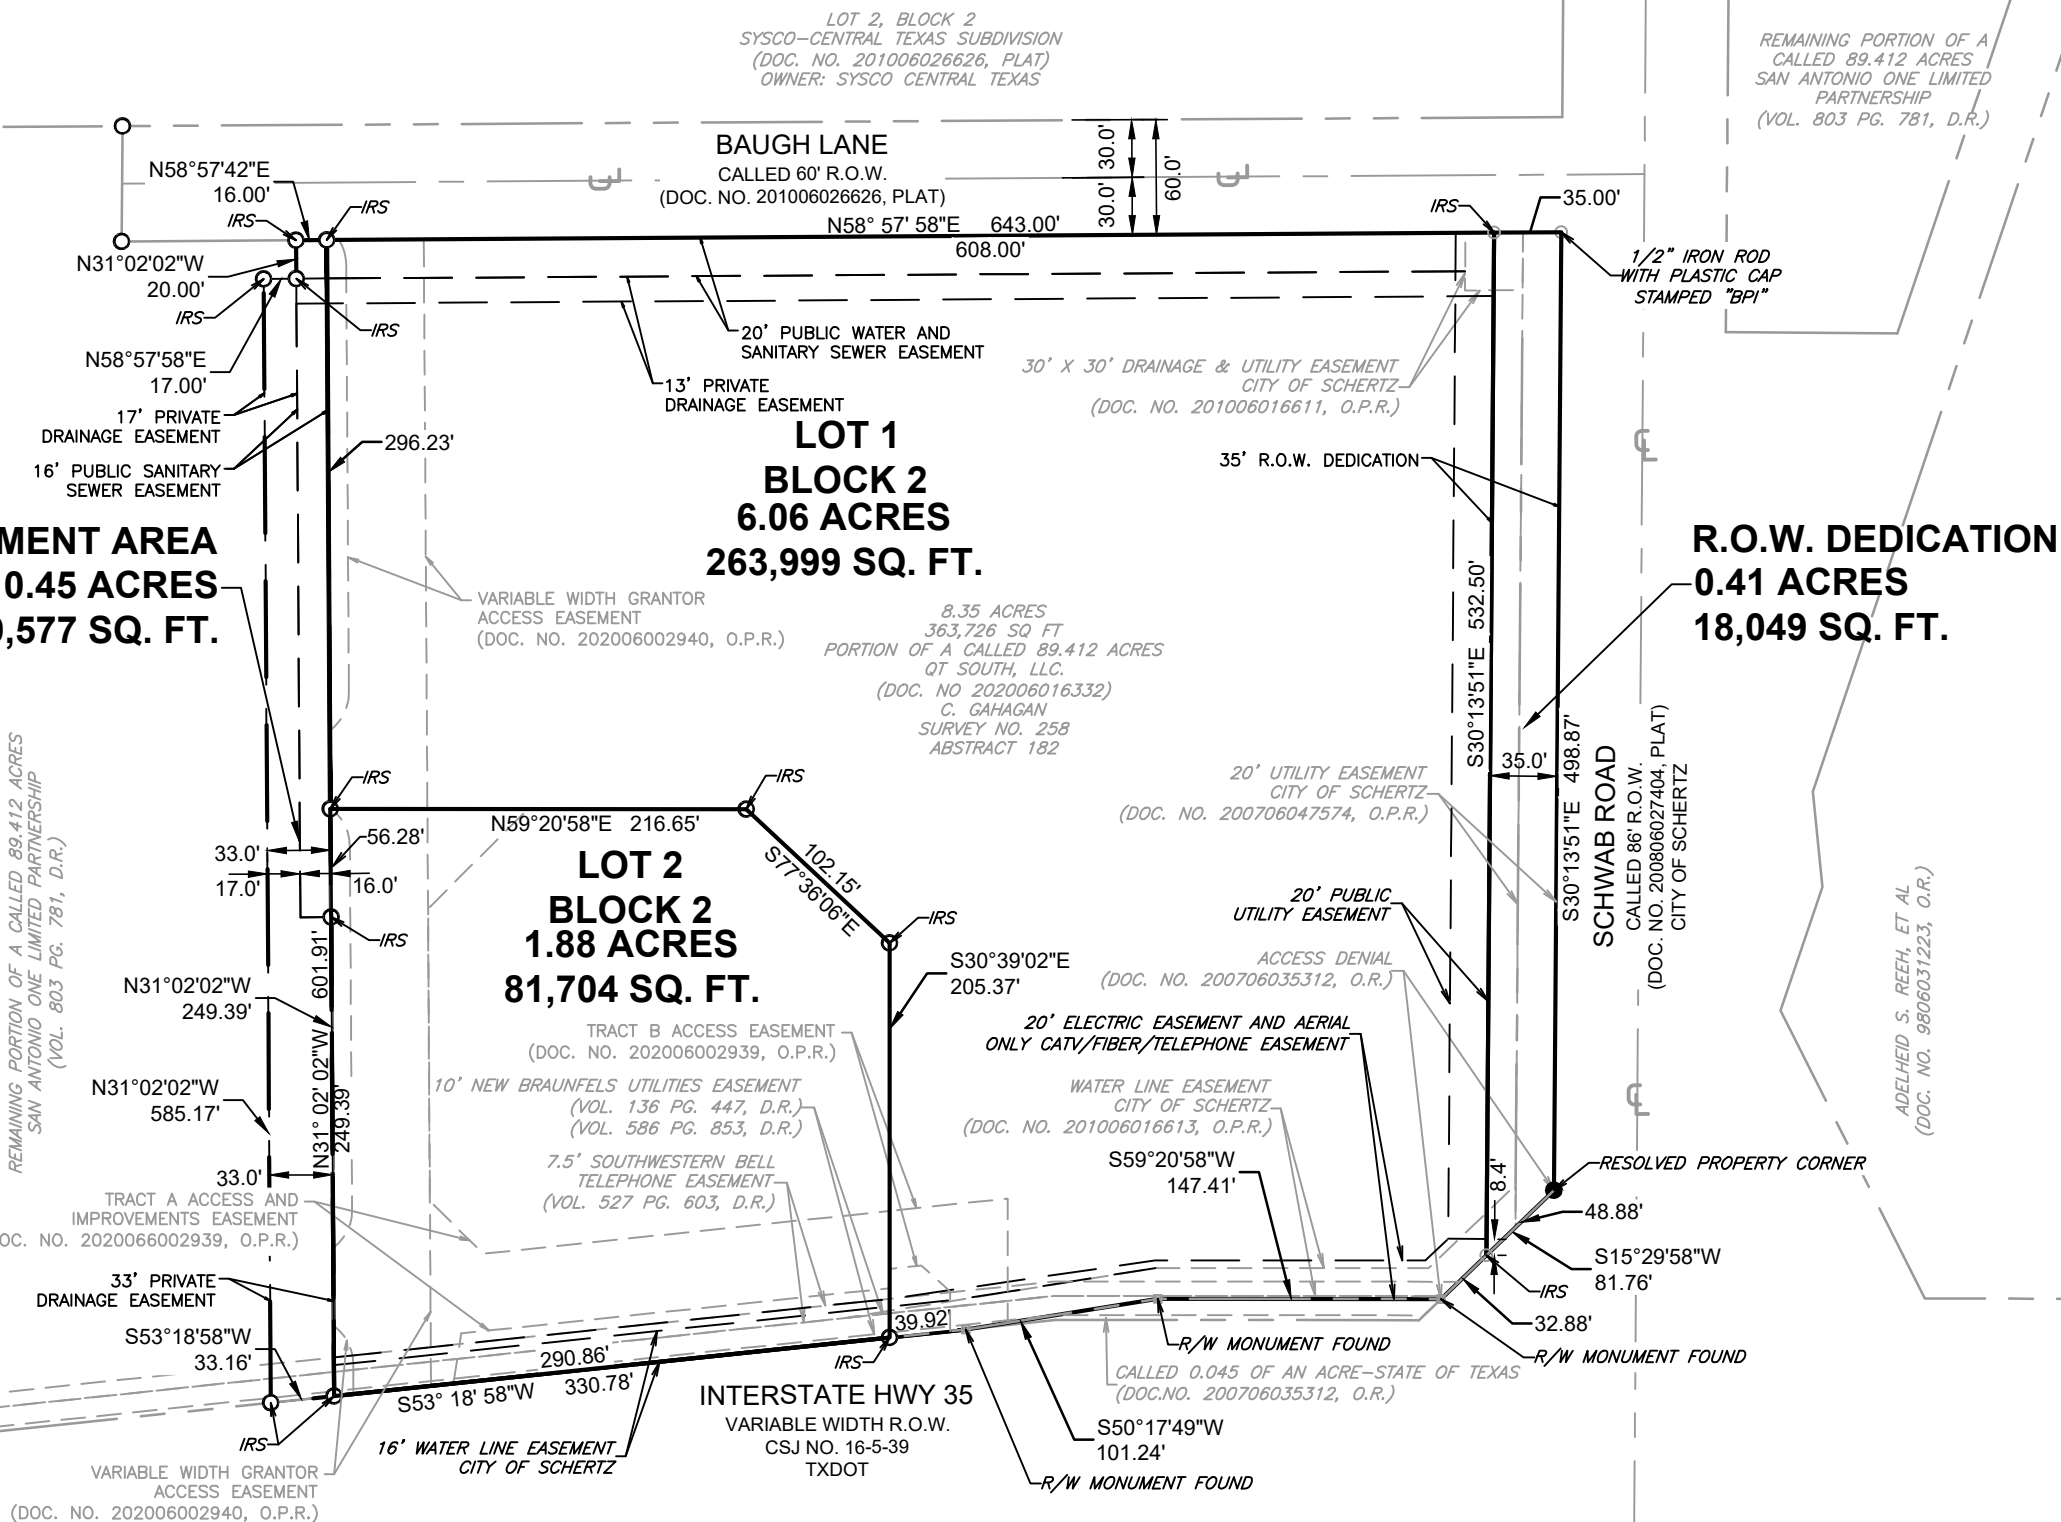 LOT 2, BLOCK 2
SYSCO-CENTRAL TEXAS SUBDIVISION
(DOC. NO. 201006026626, PLAT)
OWNER: SYSCO CENTRAL TEXAS
REMAINING PORTION OF A
CALLED 89.412 ACRES
SAN ANTONIO ONE LIMITED
PARTNERSHIP
(VOL. 803 PG. 781, D.R.)
BAUGH LANE
CALLED 60' R.O.W.
(DOC. NO. 201006026626, PLAT)
30.0'
30.0'
60.0'
N58°57'42"E
16.00'
IRS
IRS
N58° 57' 58"E 643.00'
608.00'
IRS
35.00'
1/2" IRON ROD
WITH PLASTIC CAP
STAMPED "BPI"
N31°02'02"W
20.00'
IRS
IRS
N58°57'58"E
17.00'
17' PRIVATE
DRAINAGE EASEMENT
16' PUBLIC SANITARY
SEWER EASEMENT
20' PUBLIC WATER AND
SANITARY SEWER EASEMENT
13' PRIVATE
DRAINAGE EASEMENT
30' X 30' DRAINAGE & UTILITY EASEMENT
CITY OF SCHERTZ
(DOC. NO. 201006016611, O.P.R.)
296.23'
LOT 1
BLOCK 2
6.06 ACRES
263,999 SQ. FT.
35' R.O.W. DEDICATION
MENT AREA
0.45 ACRES
,577 SQ. FT.
R.O.W. DEDICATION
0.41 ACRES
18,049 SQ. FT.
VARIABLE WIDTH GRANTOR
ACCESS EASEMENT
(DOC. NO. 202006002940, O.P.R.)
8.35 ACRES
363,726 SQ FT
PORTION OF A CALLED 89.412 ACRES
QT SOUTH, LLC.
(DOC. NO 202006016332)
C. GAHAGAN
SURVEY NO. 258
ABSTRACT 182
S30°13'51"E 532.50'
35.0'
S30°13'51"E 498.87'
SCHWAB ROAD
CALLED 86' R.O.W.
(DOC. NO. 200806027404, PLAT)
CITY OF SCHERTZ
REMAINING PORTION OF A CALLED 89.412 ACRES
SAN ANTONIO ONE LIMITED PARTNERSHIP
(VOL. 803 PG. 781, D.R.)
ADELHEID S. REEH, ET AL
(DOC. NO. 9806031223, O.R.)
20' UTILITY EASEMENT
CITY OF SCHERTZ
(DOC. NO. 200706047574, O.P.R.)
IRS
IRS
N59°20'58"E 216.65'
56.28'
33.0'
17.0'
16.0'
IRS
LOT 2
BLOCK 2
1.88 ACRES
81,704 SQ. FT.
102.15'
S77°36'06"E
IRS
S30°39'02"E
205.37'
20' PUBLIC
UTILITY EASEMENT
ACCESS DENIAL
(DOC. NO. 200706035312, O.R.)
20' ELECTRIC EASEMENT AND AERIAL
ONLY CATV/FIBER/TELEPHONE EASEMENT
601.91'
N31° 02' 02"W
249.39'
N31°02'02"W
249.39'
N31°02'02"W
585.17'
33.0'
TRACT B ACCESS EASEMENT
(DOC. NO. 202006002939, O.P.R.)
10' NEW BRAUNFELS UTILITIES EASEMENT
(VOL. 136 PG. 447, D.R.)
(VOL. 586 PG. 853, D.R.)
7.5' SOUTHWESTERN BELL
TELEPHONE EASEMENT
(VOL. 527 PG. 603, D.R.)
WATER LINE EASEMENT
CITY OF SCHERTZ
(DOC. NO. 201006016613, O.P.R.)
S59°20'58"W
147.41'
8.4'
RESOLVED PROPERTY CORNER
48.88'
S15°29'58"W
81.76'
IRS
32.88'
R/W MONUMENT FOUND
R/W MONUMENT FOUND
TRACT A ACCESS AND
IMPROVEMENTS EASEMENT
OC. NO. 2020066002939, O.P.R.)
33' PRIVATE
DRAINAGE EASEMENT
S53°18'58"W
33.16'
IRS
39.92'
IRS
290.86'
S53° 18' 58"W 330.78'
INTERSTATE HWY 35
VARIABLE WIDTH R.O.W.
CSJ NO. 16-5-39
TXDOT
CALLED 0.045 OF AN ACRE-STATE OF TEXAS
(DOC.NO. 200706035312, O.R.)
S50°17'49"W
101.24'
R/W MONUMENT FOUND
16' WATER LINE EASEMENT
CITY OF SCHERTZ
VARIABLE WIDTH GRANTOR
ACCESS EASEMENT
(DOC. NO. 202006002940, O.P.R.)